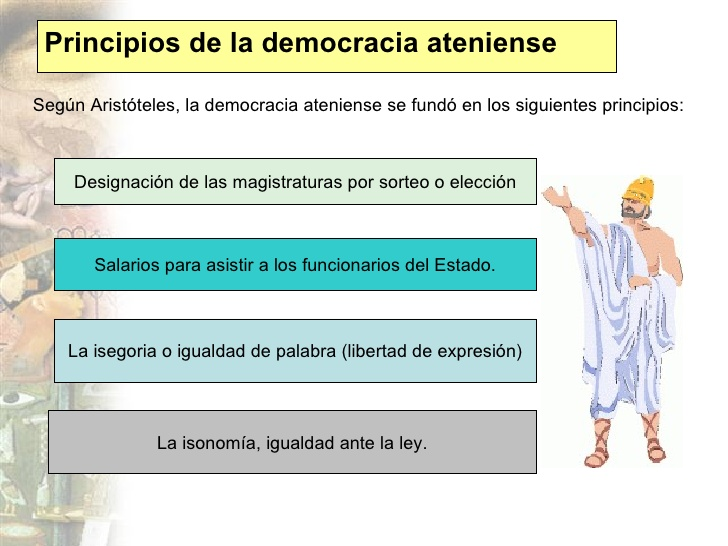 Principios de la democracia ateniense
Según Aristóteles, la democracia ateniense se fundó en los siguientes principios:
Designación de las magistraturas por sorteo o elección
Salarios para asistir a los funcionarios del Estado.
La isegoria o igualdad de palabra (libertad de expresión)
La isonomía, igualdad ante la ley.